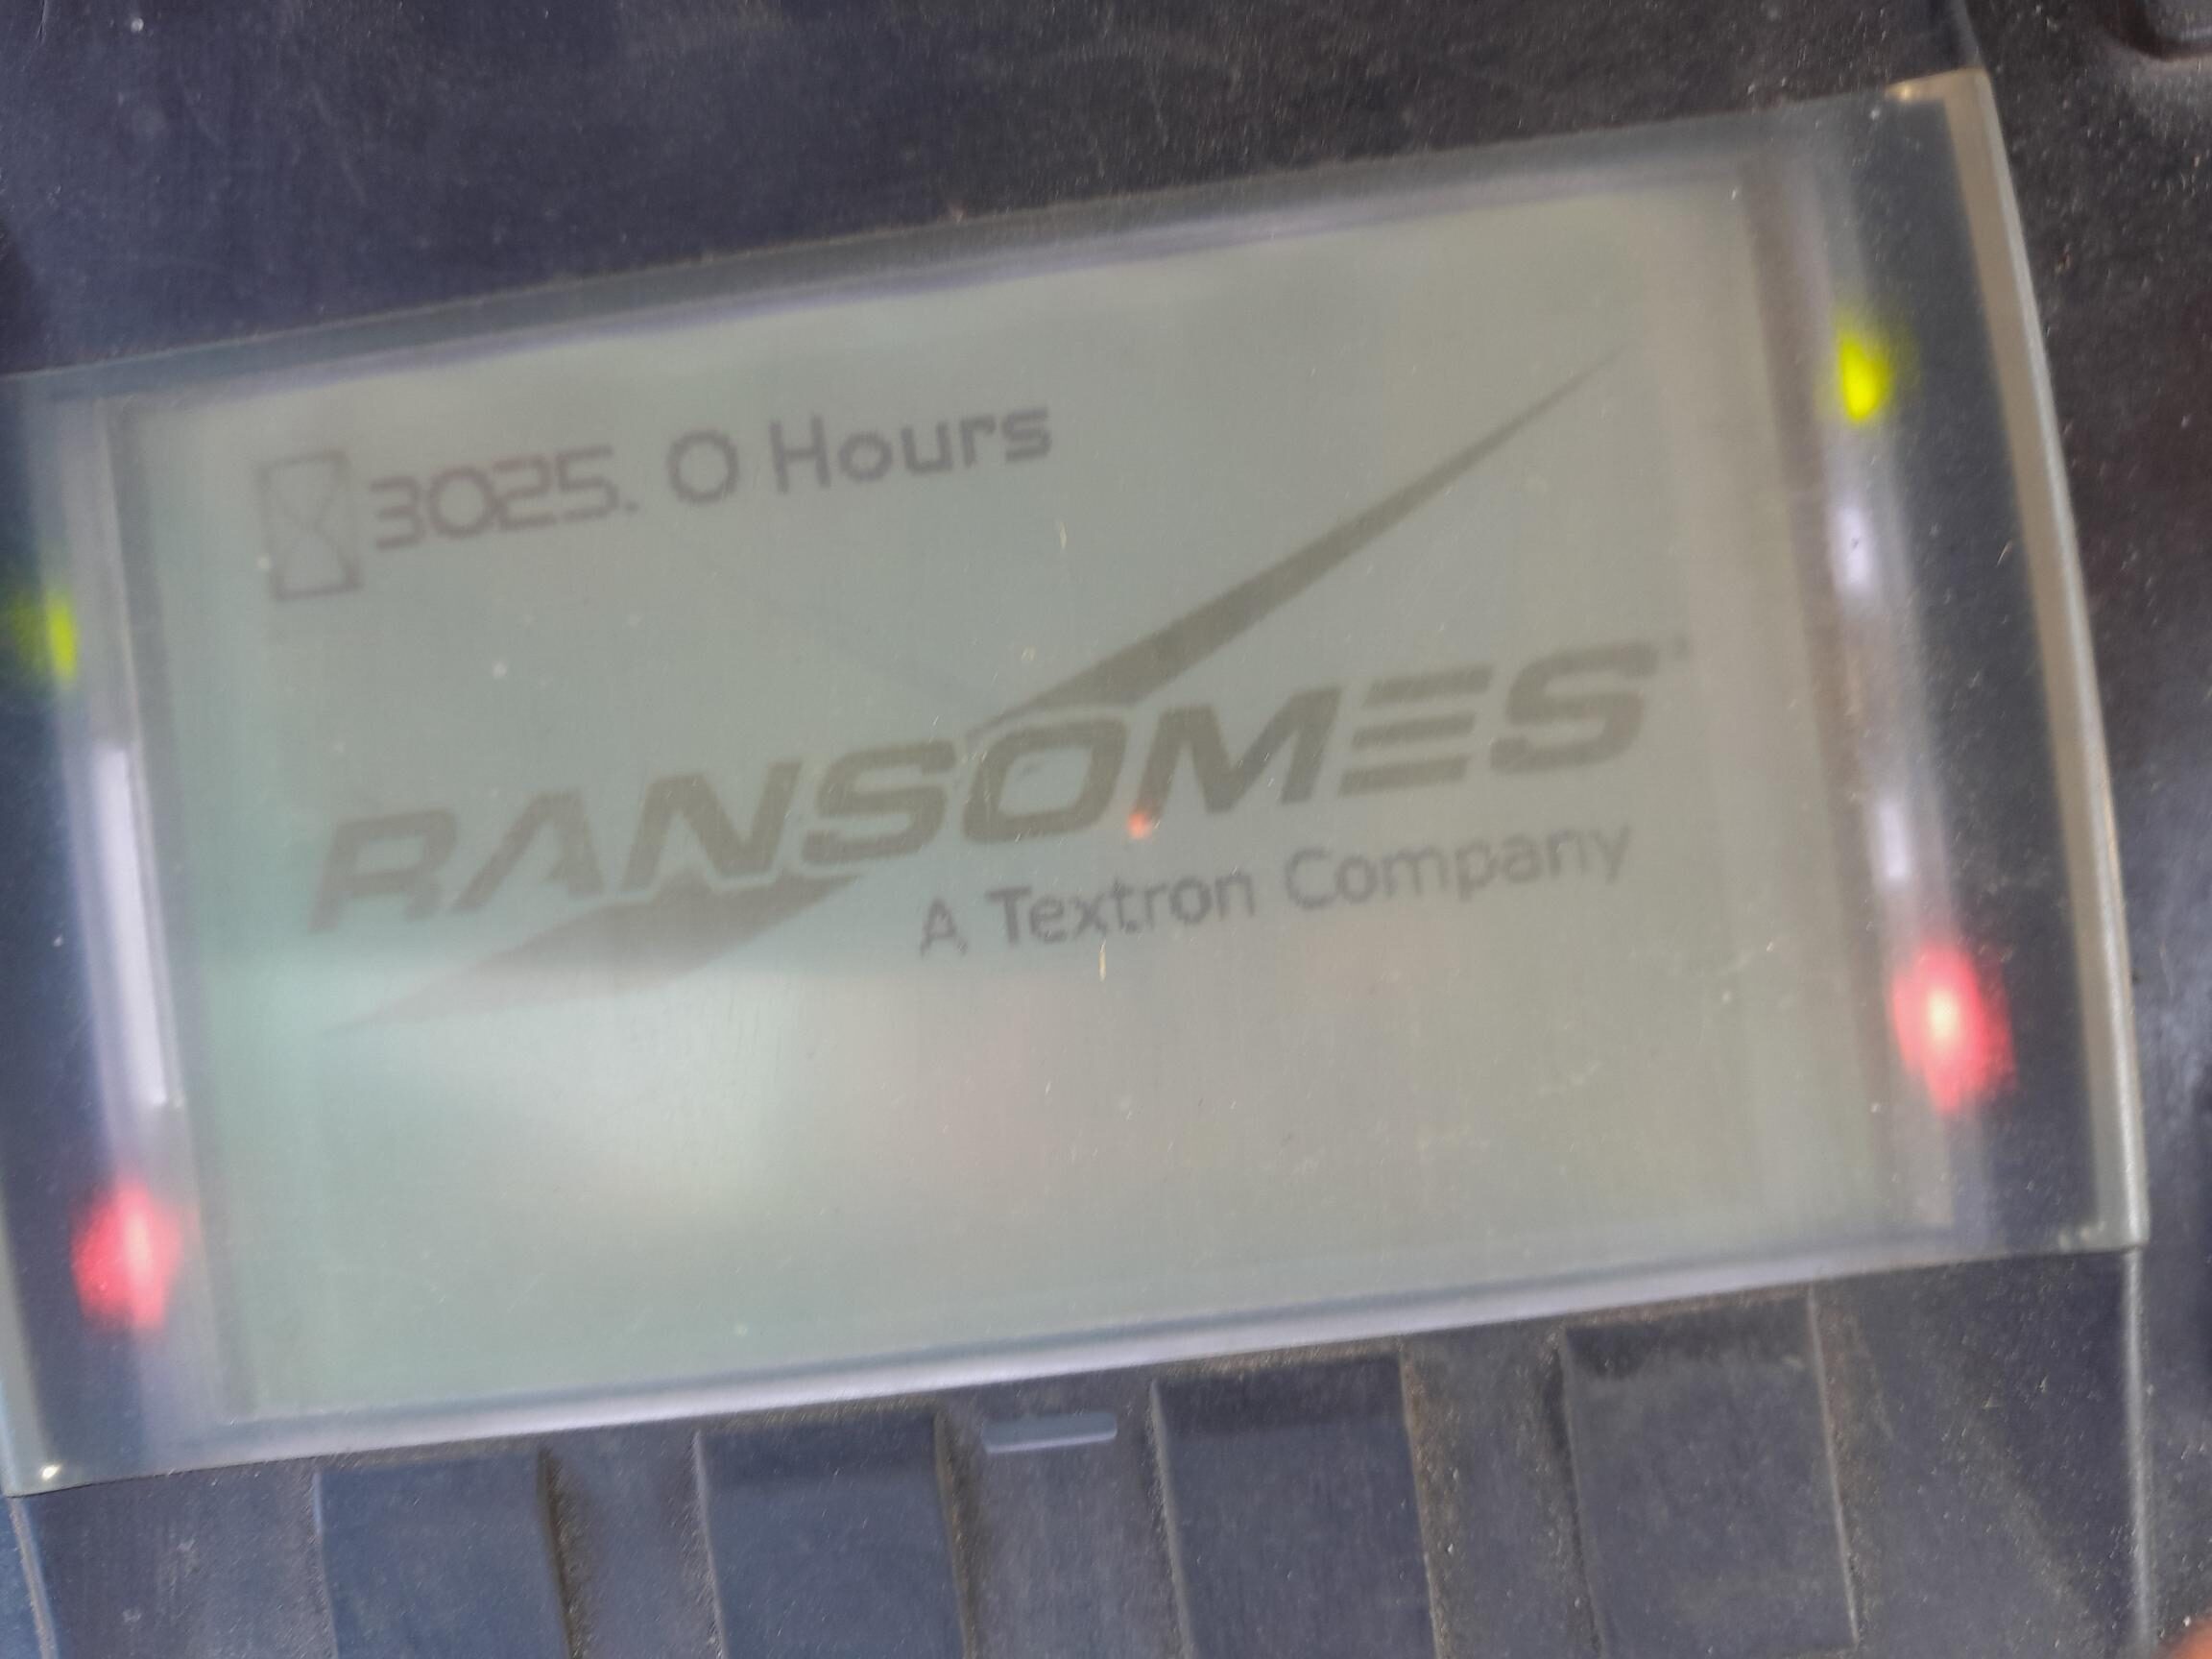 3025. 0 Hours
RANSOMES
A Textron Company